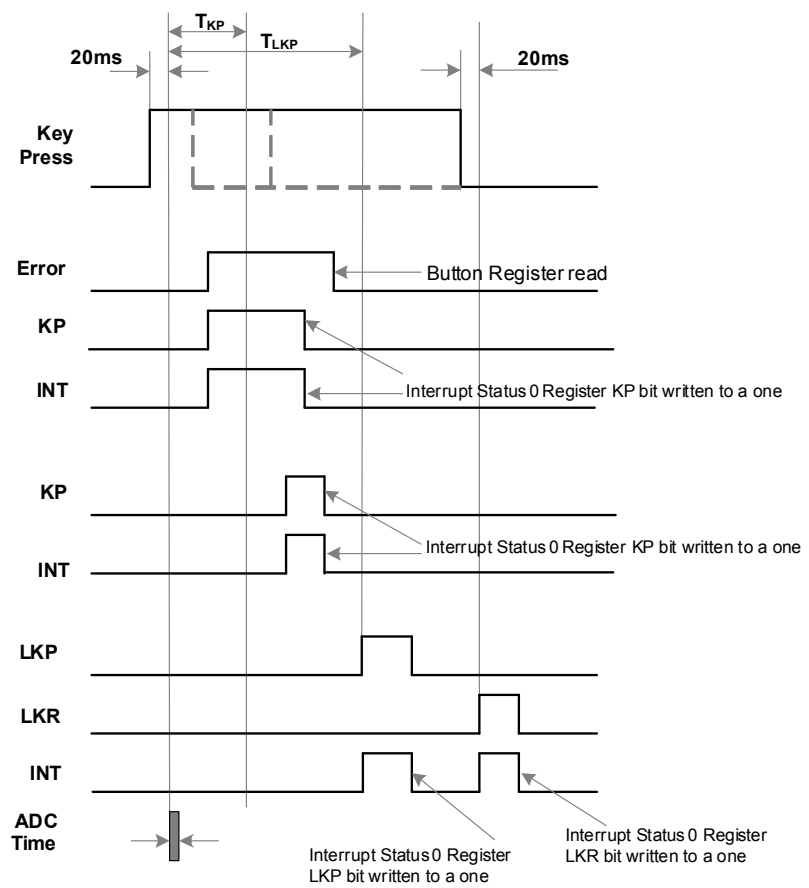 TKP
TLKP
20ms
20ms
Key
Press
Error
Button Register read
KP
INT
Interrupt Status 0 Register KP bit written to a one
KP
Interrupt Status 0 Register KP bit written to a one
INT
LKP
LKR
INT
ADC
Time
Interrupt Status 0 Register
LKP bit written to a one
Interrupt Status 0 Register
LKR bit written to a one